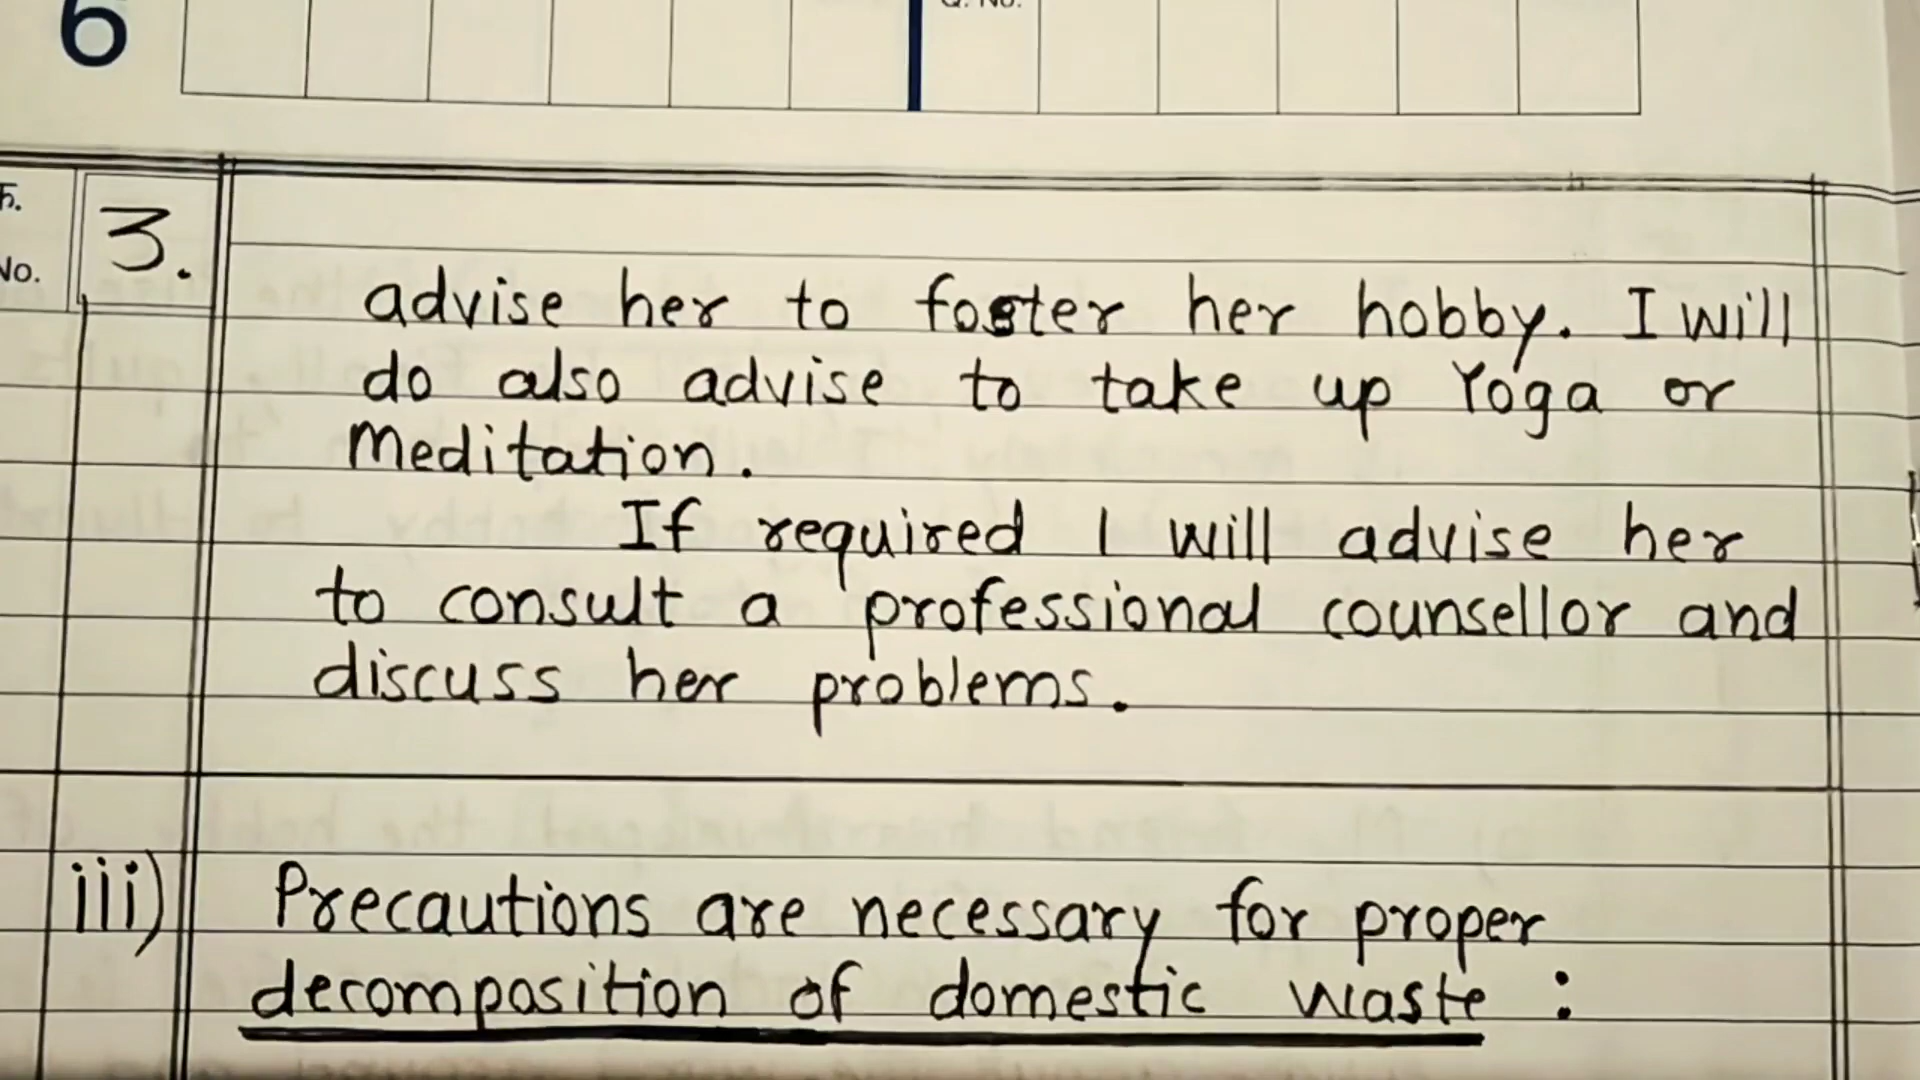 6
Q. No.
क.
No.
3.
advise her to foster her hobby. I will
do also advise to take up Yoga or
Meditation.
If required I will advise her
to consult a professional counsellor and
discuss her problems.
iii) Precautions are necessary for proper
decomposition of domestic waste :